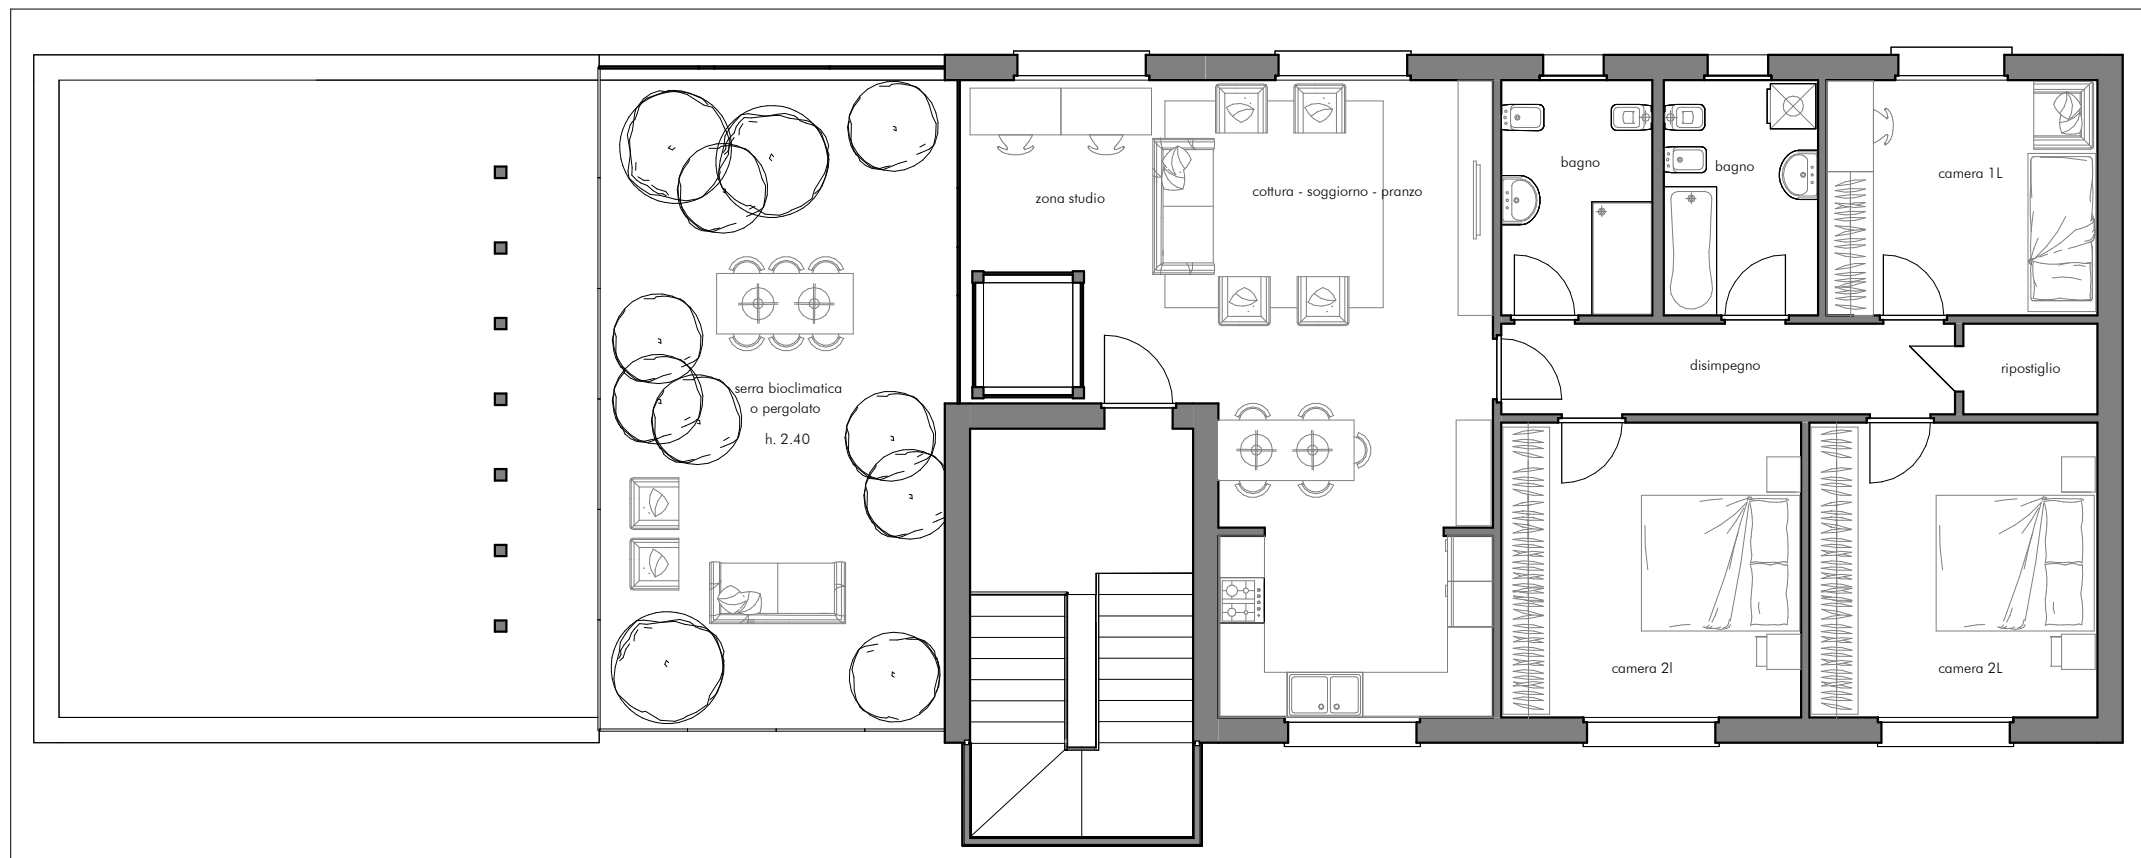 bagno
bagno
camera 1L
zona studio
cottura - soggiorno - pranzo
serra bioclimatica
o pergolato
h. 2.40
disimpegno
ripostiglio
camera 2l
camera 2L